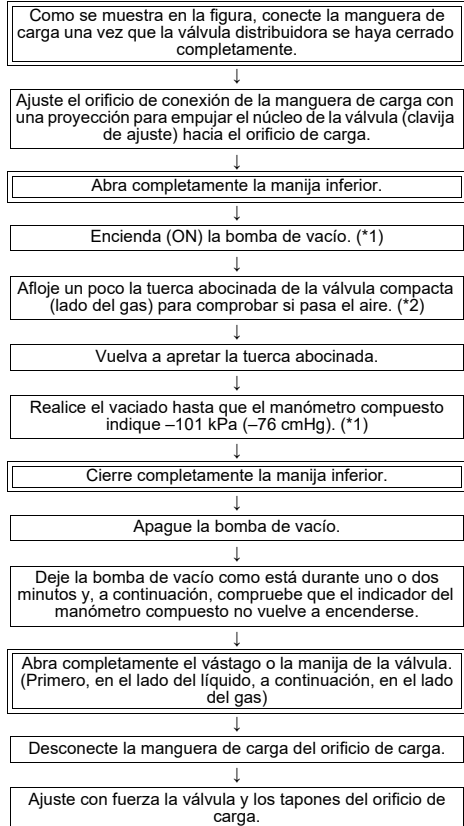 Como se muestra en la figura, conecte la manguera de
carga una vez que la válvula distribuidora se haya cerrado
completamente.
↓
Ajuste el orificio de conexión de la manguera de carga con
una proyección para empujar el núcleo de la válvula (clavija
de ajuste) hacia el orificio de carga.
↓
Abra completamente la manija inferior.
↓
Encienda (ON) la bomba de vacío. (*1)
↓
Afloje un poco la tuerca abocinada de la válvula compacta
(lado del gas) para comprobar si pasa el aire. (*2)
↓
Vuelva a apretar la tuerca abocinada.
↓
Realice el vaciado hasta que el manómetro compuesto
indique –101 kPa (–76 cmHg). (*1)
↓
Cierre completamente la manija inferior.
↓
Apague la bomba de vacío.
↓
Deje la bomba de vacío como está durante uno o dos
minutos y, a continuación, compruebe que el indicador del
manómetro compuesto no vuelve a encenderse.
↓
Abra completamente el vástago o la manija de la válvula.
(Primero, en el lado del líquido, a continuación, en el lado
del gas)
↓
Desconecte la manguera de carga del orificio de carga.
↓
Ajuste con fuerza la válvula y los tapones del orificio de
carga.